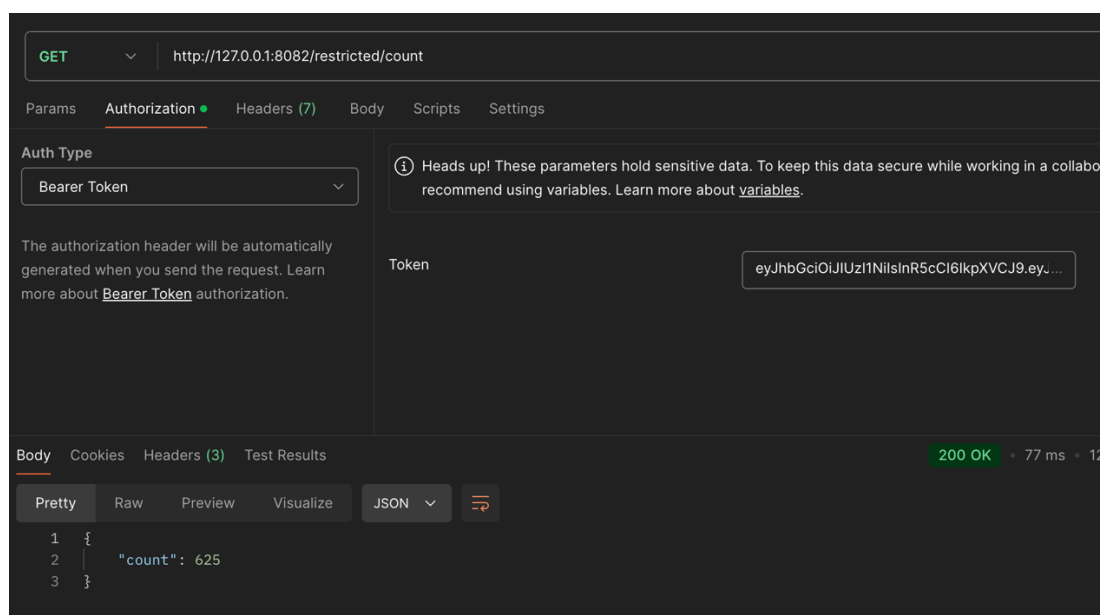 GET http://127.0.0.1:8082/restricted/count
Params Authorization Headers (7) Body Scripts Settings
Auth Type
Bearer Token
The authorization header will be automatically
generated when you send the request. Learn
more about Bearer Token authorization.
Heads up! These parameters hold sensitive data. To keep this data secure while working in a collabo
recommend using variables. Learn more about variables.
Token eyJhbGciOiJIUzI1NiIsInR5cCI6IkpXVCJ9.eyJ...
Body Cookies Headers (3) Test Results 200 OK • 77 ms • 12
Pretty Raw Preview Visualize JSON
1 {
2 "count": 625
3 }